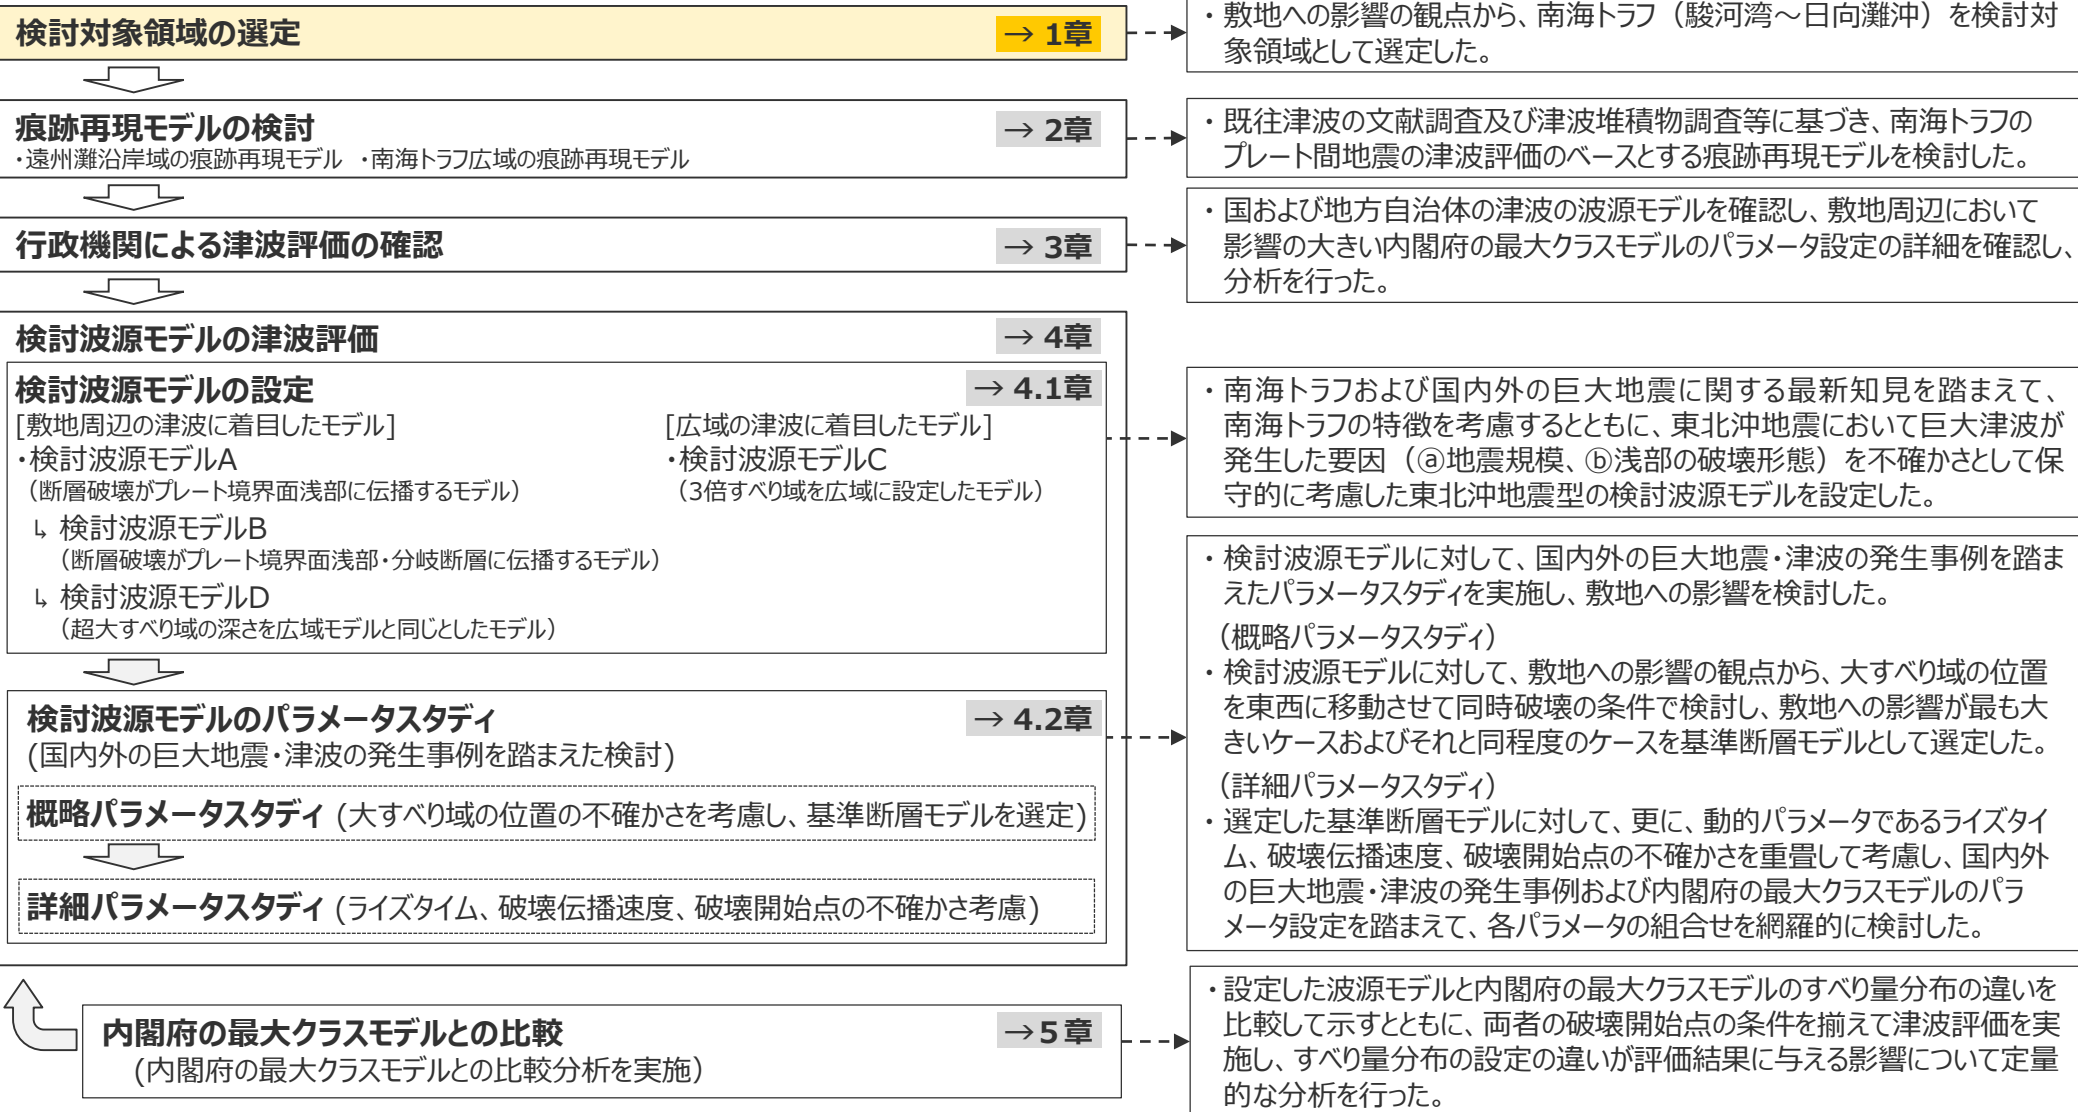 検討対象領域の選定 → 1章
・敷地への影響の観点から、南海トラフ（駿河湾～日向灘沖）を検討対
象領域として選定した。
痕跡再現モデルの検討 → 2章
・遠州灘沿岸域の痕跡再現モデル ・南海トラフ広域の痕跡再現モデル
・既往津波の文献調査及び津波堆積物調査等に基づき、南海トラフの
プレート間地震の津波評価のベースとする痕跡再現モデルを検討した。
行政機関による津波評価の確認 → 3章
・国および地方自治体の津波の波源モデルを確認し、敷地周辺において
影響の大きい内閣府の最大クラスモデルのパラメータ設定の詳細を確認し、
分析を行った。
検討波源モデルの津波評価 → 4章
検討波源モデルの設定 → 4.1章
[敷地周辺の津波に着目したモデル] [広域の津波に着目したモデル]
・検討波源モデルA ・検討波源モデルC
（断層破壊がプレート境界面浅部に伝播するモデル） （3倍すべり域を広域に設定したモデル）
↳ 検討波源モデルB
（断層破壊がプレート境界面浅部・分岐断層に伝播するモデル）
↳ 検討波源モデルD
（超大すべり域の深さを広域モデルと同じとしたモデル）
・南海トラフおよび国内外の巨大地震に関する最新知見を踏まえて、
南海トラフの特徴を考慮するとともに、東北沖地震において巨大津波が
発生した要因（ⓐ地震規模、ⓑ浅部の破壊形態）を不確かさとして保
守的に考慮した東北沖地震型の検討波源モデルを設定した。
検討波源モデルのパラメータスタディ → 4.2章
(国内外の巨大地震・津波の発生事例を踏まえた検討)
概略パラメータスタディ (大すべり域の位置の不確かさを考慮し、基準断層モデルを選定)
詳細パラメータスタディ (ライズタイム、破壊伝播速度、破壊開始点の不確かさ考慮)
・検討波源モデルに対して、国内外の巨大地震・津波の発生事例を踏ま
えたパラメータスタディを実施し、敷地への影響を検討した。
（概略パラメータスタディ）
・検討波源モデルに対して、敷地への影響の観点から、大すべり域の位置
を東西に移動させて同時破壊の条件で検討し、敷地への影響が最も大
きいケースおよびそれと同程度のケースを基準断層モデルとして選定した。
（詳細パラメータスタディ）
・選定した基準断層モデルに対して、更に、動的パラメータであるライズタイ
ム、破壊伝播速度、破壊開始点の不確かさを重畳して考慮し、国内外
の巨大地震・津波の発生事例および内閣府の最大クラスモデルのパラ
メータ設定を踏まえて、各パラメータの組合せを網羅的に検討した。
内閣府の最大クラスモデルとの比較 →５章
(内閣府の最大クラスモデルとの比較分析を実施)
・設定した波源モデルと内閣府の最大クラスモデルのすべり量分布の違いを
比較して示すとともに、両者の破壊開始点の条件を揃えて津波評価を実
施し、すべり量分布の設定の違いが評価結果に与える影響について定量
的な分析を行った。